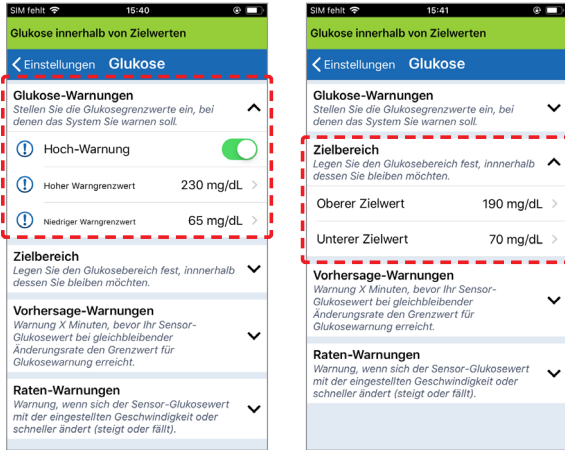 SIM fehlt 15:40
Glukose innerhalb von Zielwerten
Einstellungen Glukose
Glukose-Warnungen
Stellen Sie die Glukosegrenzwerte ein, bei
denen das System Sie warnen soll.
Hoch-Warnung
Hoher Warngrenzwert 230 mg/dL
Niedriger Warngrenzwert 65 mg/dL
Zielbereich
Legen Sie den Glukosebereich fest, innnerhalb
dessen Sie bleiben möchten.
Vorhersage-Warnungen
Warnung X Minuten, bevor Ihr Sensor-
Glukosewert bei gleichbleibender
Änderungsrate den Grenzwert für
Glukosewarnung erreicht.
Raten-Warnungen
Warnung, wenn sich der Sensor-Glukosewert
mit der eingestellten Geschwindigkeit oder
schneller ändert (steigt oder fällt).
SIM fehlt 15:41
Glukose innerhalb von Zielwerten
Einstellungen Glukose
Glukose-Warnungen
Stellen Sie die Glukosegrenzwerte ein, bei
denen das System Sie warnen soll.
Zielbereich
Legen Sie den Glukosebereich fest, innnerhalb
dessen Sie bleiben möchten.
Oberer Zielwert 190 mg/dL
Unterer Zielwert 70 mg/dL
Vorhersage-Warnungen
Warnung X Minuten, bevor Ihr Sensor-
Glukosewert bei gleichbleibender
Änderungsrate den Grenzwert für
Glukosewarnung erreicht.
Raten-Warnungen
Warnung, wenn sich der Sensor-Glukosewert
mit der eingestellten Geschwindigkeit oder
schneller ändert (steigt oder fällt).